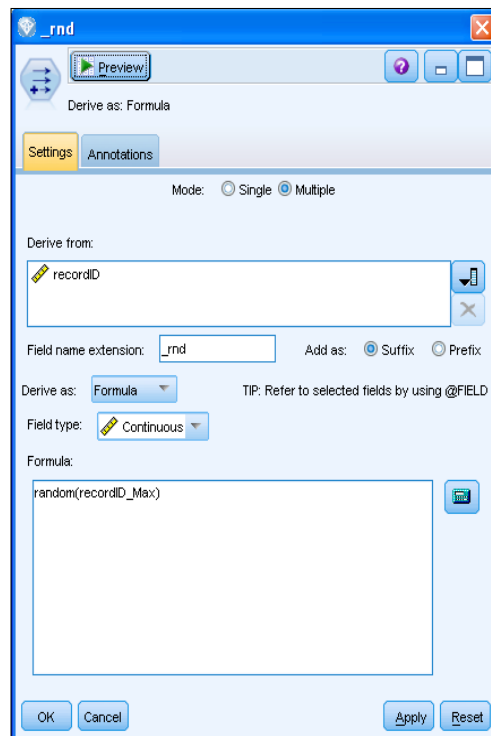 _rnd
Preview
Derive as: Formula
Settings Annotations
Mode: Single Multiple
Derive from:
recordID
Field name extension: _rnd Add as: Suffix Prefix
Derive as: Formula TIP: Refer to selected fields by using @FIELD
Field type: Continuous
Formula:
random(recordID_Max)
OK Cancel Apply Reset